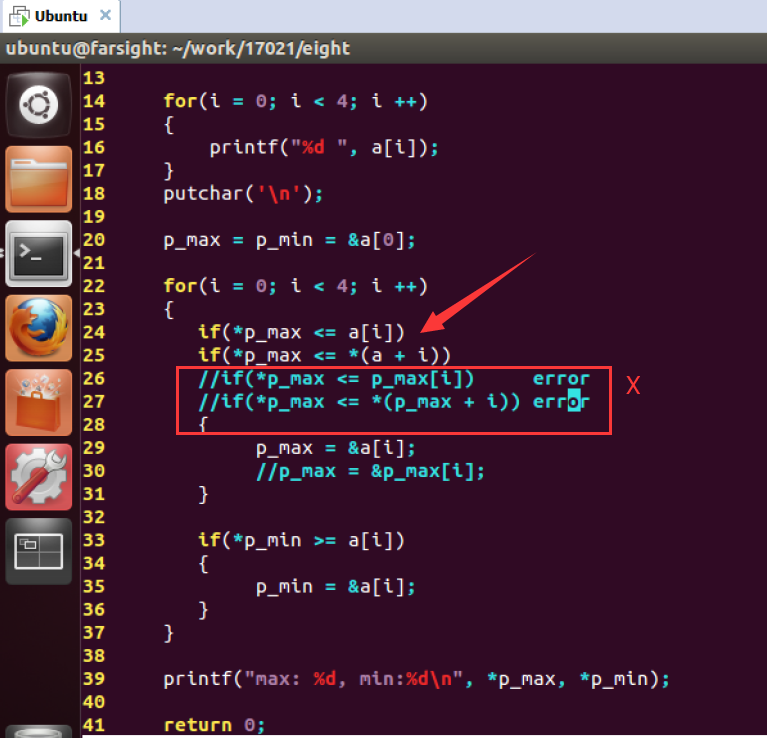 Ubuntu ×
ubuntu@farsight: ~/work/17021/eight
13
14 for(i = 0; i < 4; i ++)
15 {
16 printf("%d ", a[i]);
17 }
18 putchar('\n');
19
20 p_max = p_min = &a[0];
21
22 for(i = 0; i < 4; i ++)
23 {
24 if(*p_max <= a[i])
25 if(*p_max <= *(a + i))
26 //if(*p_max <= p_max[i]) error
27 //if(*p_max <= *(p_max + i)) error
X
28 {
29 p_max = &a[i];
30 //p_max = &p_max[i];
31 }
32
33 if(*p_min >= a[i])
34 {
35 p_min = &a[i];
36 }
37 }
38
39 printf("max: %d, min:%d\n", *p_max, *p_min);
40
41 return 0;